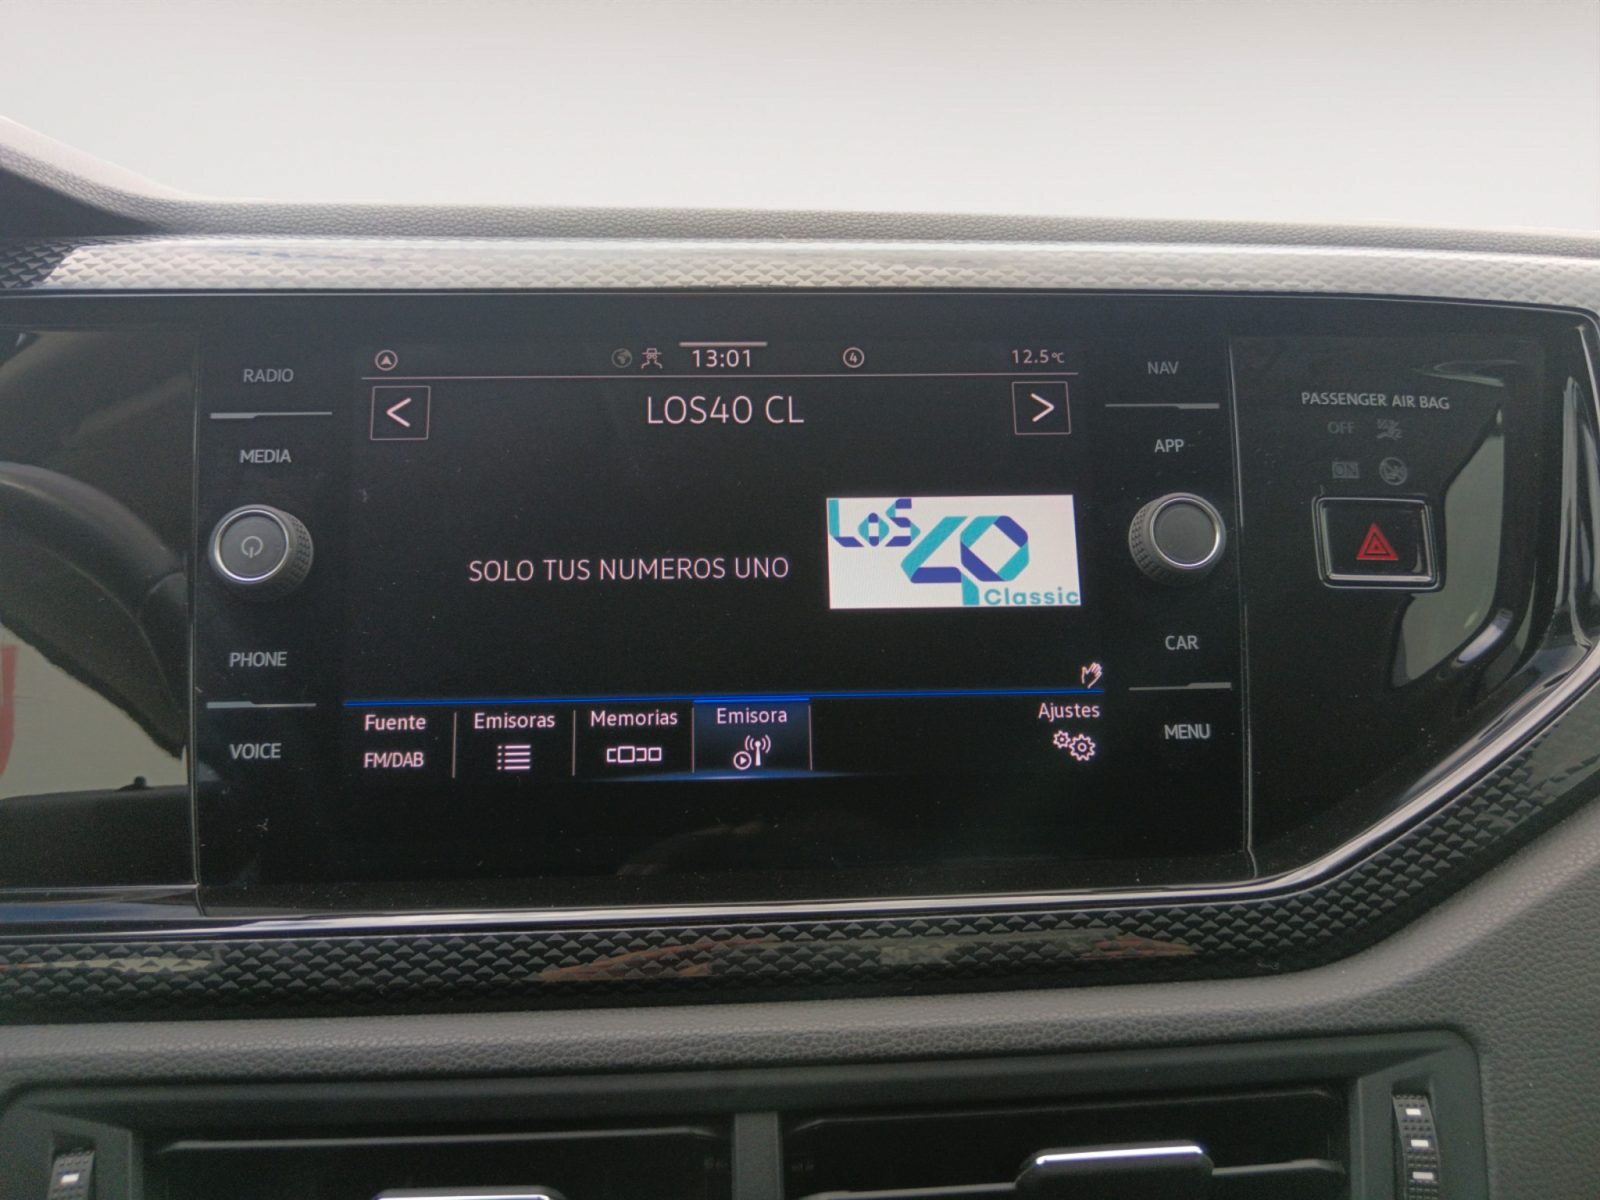 RADIO
MEDIA
PHONE
VOICE
13:01
4
12.5°C
<
LOS40 CL
>
SOLO TUS NUMEROS UNO
LOS
40
Classic
Fuente
FM/DAB
Emisoras
Memorias
Emisora
Ajustes
NAV
APP
CAR
MENU
PASSENGER AIR BAG
OFF
ON